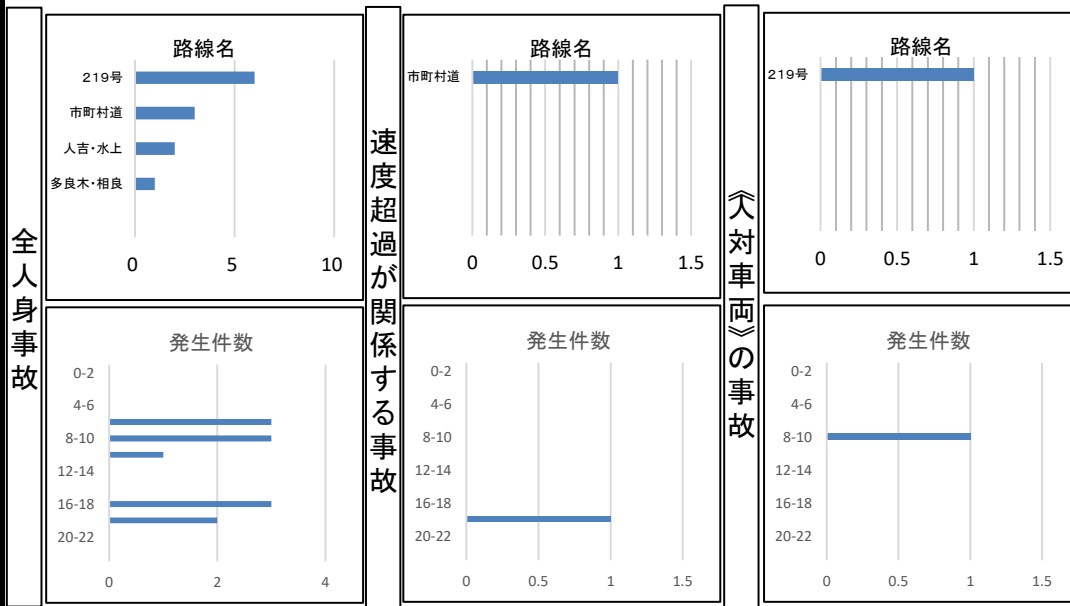 全人身事故
路線名
219号
市町村道
人吉・水上
多良木・相良
0 5 10
発生件数
0-2
4-6
8-10
12-14
16-18
20-22
0 2 4
速度超過が関係する事故
路線名
市町村道
0 0.5 1 1.5
発生件数
0-2
4-6
8-10
12-14
16-18
20-22
0 0.5 1 1.5
《人対車両》の事故
路線名
219号
0 0.5 1 1.5
発生件数
0-2
4-6
8-10
12-14
16-18
20-22
0 0.5 1 1.5